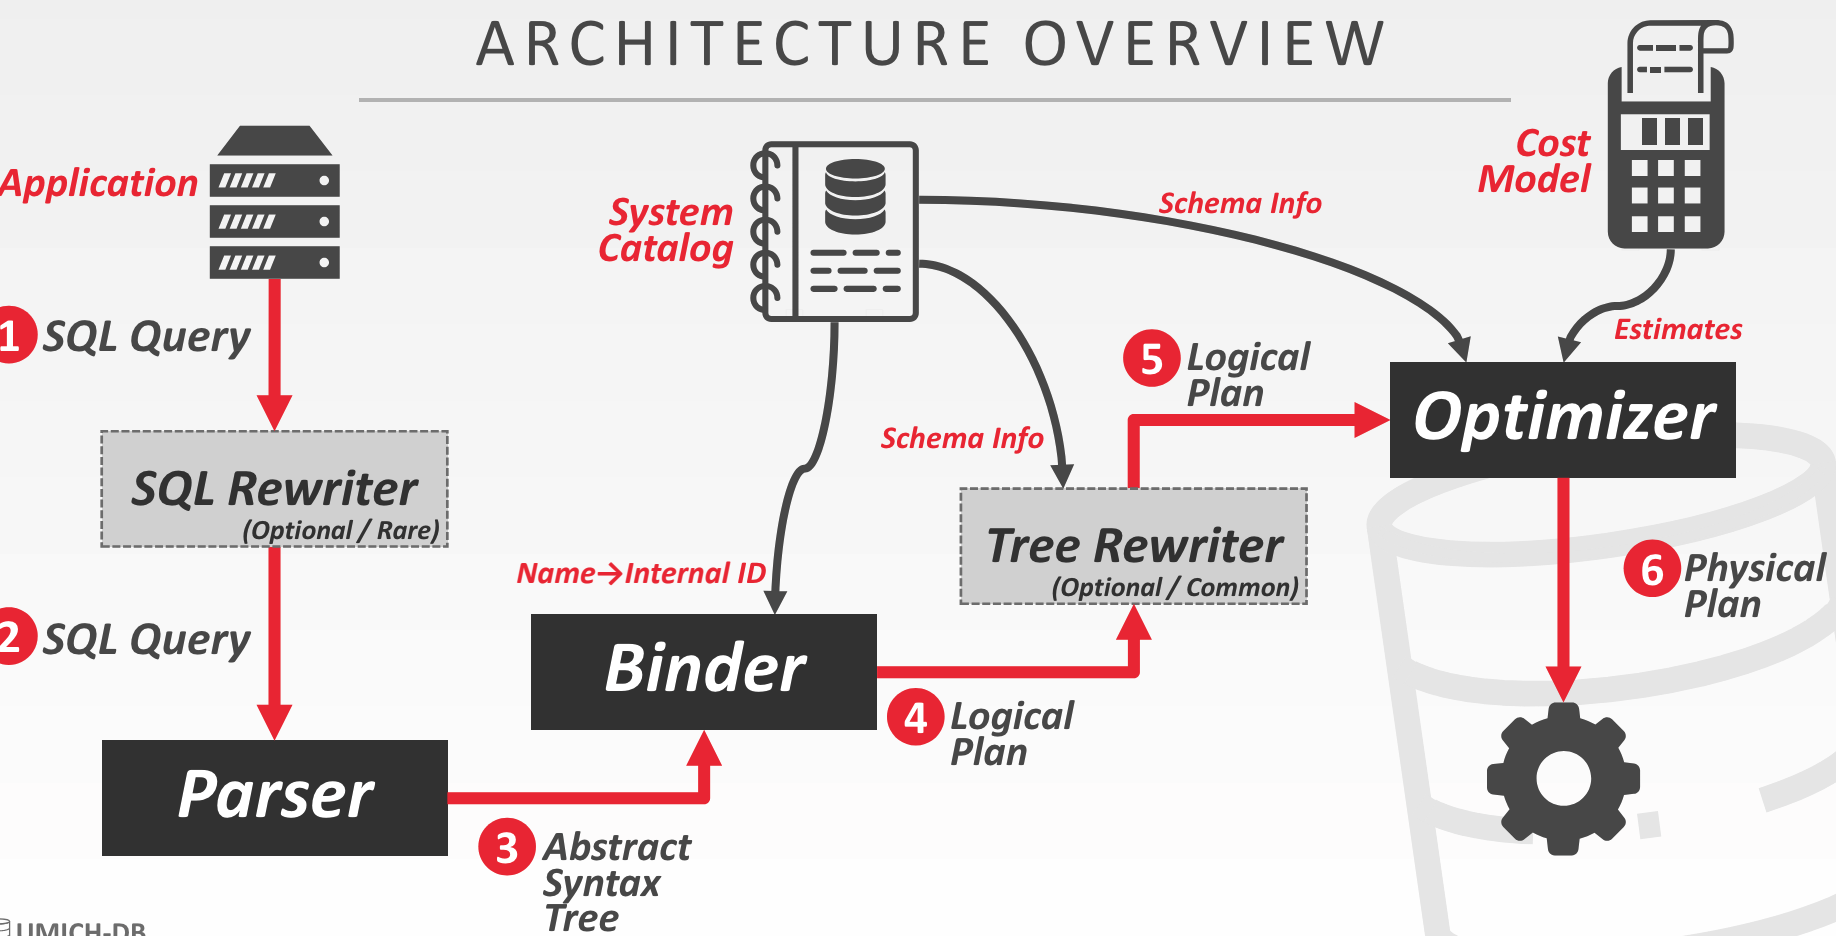 ARCHITECTURE OVERVIEW
Application
1 SQL Query
SQL Rewriter
(Optional / Rare)
2 SQL Query
Parser
3 Abstract
Syntax
Tree
System
Catalog
Name→Internal ID
Binder
4 Logical
Plan
Schema Info
Tree Rewriter
(Optional / Common)
5 Logical
Plan
Schema Info
Cost
Model
Estimates
Optimizer
6 Physical
Plan
UMICH-DB